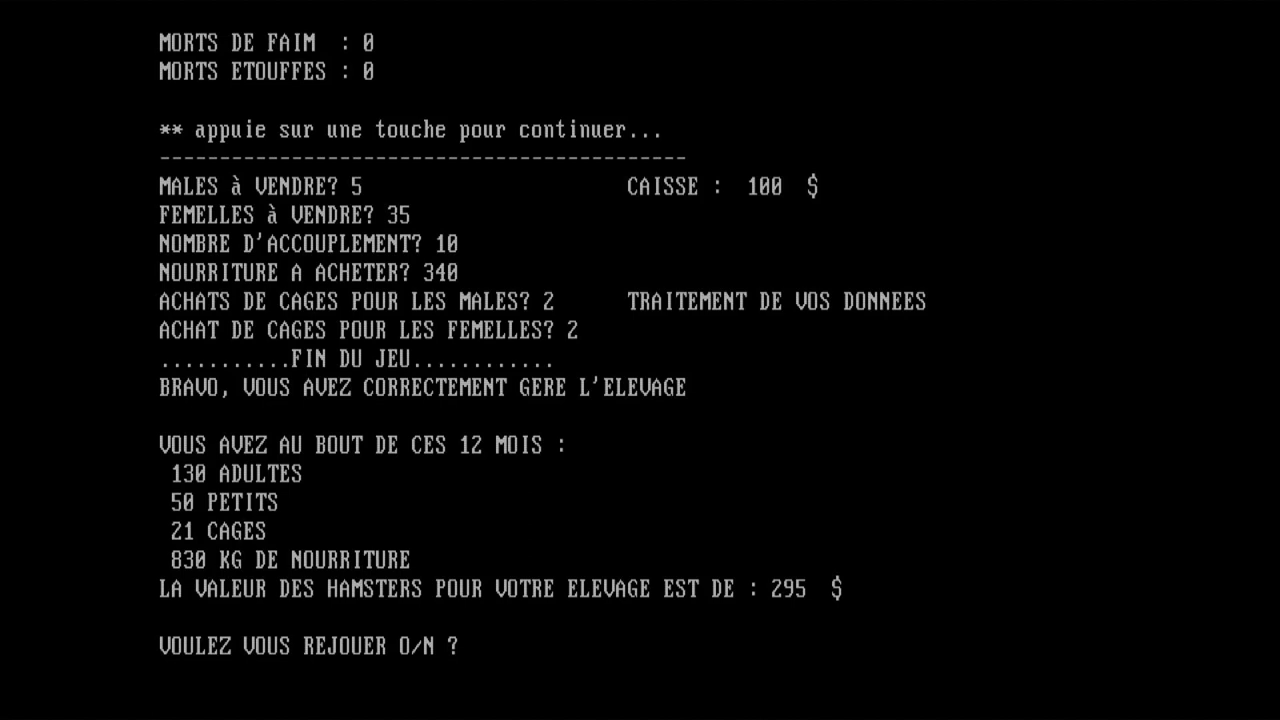 MORTS DE FAIM  : 0
MORTS ETOUFFES : 0
** appuie sur une touche pour continuer...
--------------------------------------------
MALES à VENDRE? 5                      CAISSE :  100  $
FEMELLES à VENDRE? 35
NOMBRE D'ACCOUPLEMENT? 10
NOURRITURE A ACHETER? 340
ACHATS DE CAGES POUR LES MALES? 2      TRAITEMENT DE VOS DONNEES
ACHAT DE CAGES POUR LES FEMELLES? 2
...........FIN DU JEU............
BRAVO, VOUS AVEZ CORRECTEMENT GERE L'ELEVAGE
VOUS AVEZ AU BOUT DE CES 12 MOIS :
130 ADULTES
50 PETITS
21 CAGES
830 KG DE NOURRITURE
LA VALEUR DES HAMSTERS POUR VOTRE ELEVAGE EST DE : 295  $
VOULEZ VOUS REJOUER O/N ?